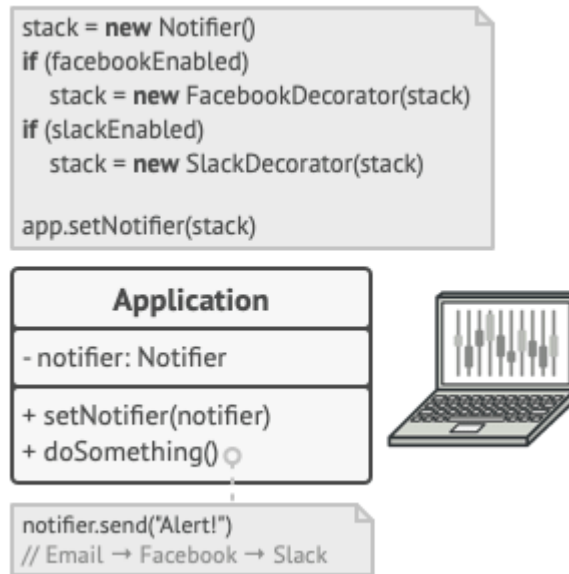 stack = new Notifier()
if (facebookEnabled)
stack = new FacebookDecorator(stack)
if (slackEnabled)
stack = new SlackDecorator(stack)
app.setNotifier(stack)
Application
- notifier: Notifier
+ setNotifier(notifier)
+ doSomething()
notifier.send("Alert!")
// Email → Facebook → Slack